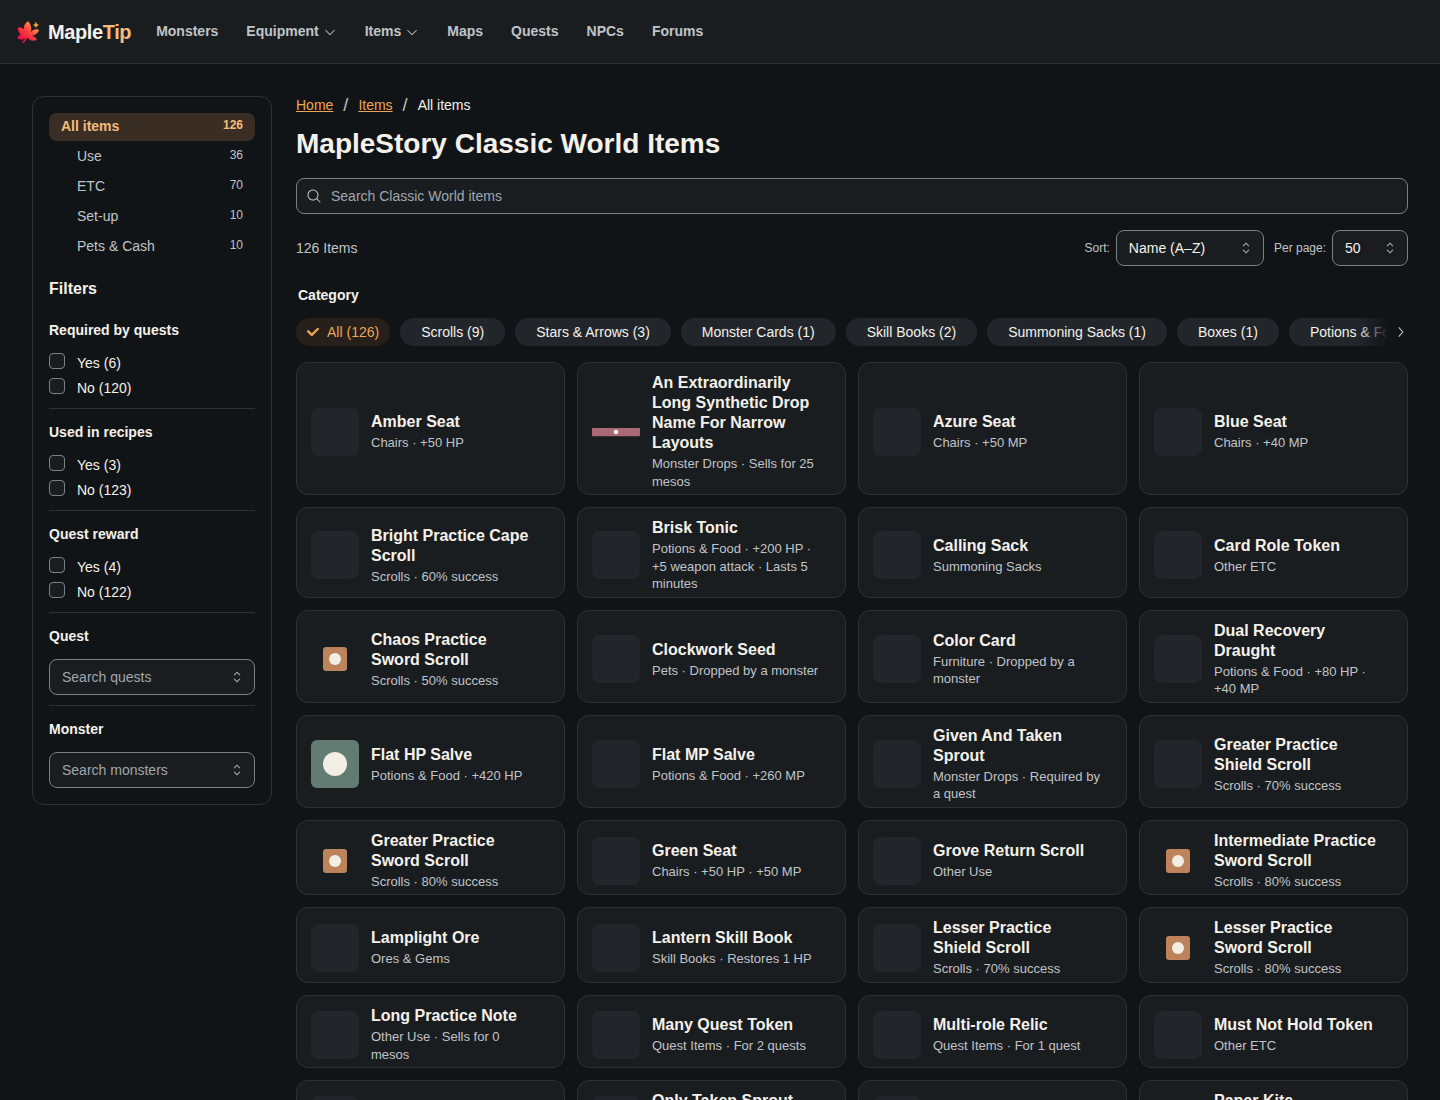 MapleTip
Monsters
Equipment
Items
Maps
Quests
NPCs
Forums
All items 126
Use 36
ETC 70
Set-up 10
Pets & Cash 10
Filters
Required by quests
Yes (6)
No (120)
Used in recipes
Yes (3)
No (123)
Quest reward
Yes (4)
No (122)
Quest
Search quests
Monster
Search monsters
Home / Items / All items
MapleStory Classic World Items
Search Classic World items
126 Items
Sort: Name (A–Z)
Per page: 50
Category
All (126)
Scrolls (9)
Stars & Arrows (3)
Monster Cards (1)
Skill Books (2)
Summoning Sacks (1)
Boxes (1)
Potions & Fo
Amber Seat
Chairs · +50 HP
An Extraordinarily
Long Synthetic Drop
Name For Narrow
Layouts
Monster Drops · Sells for 25
mesos
Azure Seat
Chairs · +50 MP
Blue Seat
Chairs · +40 MP
Bright Practice Cape
Scroll
Scrolls · 60% success
Brisk Tonic
Potions & Food · +200 HP ·
+5 weapon attack · Lasts 5
minutes
Calling Sack
Summoning Sacks
Card Role Token
Other ETC
Chaos Practice
Sword Scroll
Scrolls · 50% success
Clockwork Seed
Pets · Dropped by a monster
Color Card
Furniture · Dropped by a
monster
Dual Recovery
Draught
Potions & Food · +80 HP ·
+40 MP
Flat HP Salve
Potions & Food · +420 HP
Flat MP Salve
Potions & Food · +260 MP
Given And Taken
Sprout
Monster Drops · Required by
a quest
Greater Practice
Shield Scroll
Scrolls · 70% success
Greater Practice
Sword Scroll
Scrolls · 80% success
Green Seat
Chairs · +50 HP · +50 MP
Grove Return Scroll
Other Use
Intermediate Practice
Sword Scroll
Scrolls · 80% success
Lamplight Ore
Ores & Gems
Lantern Skill Book
Skill Books · Restores 1 HP
Lesser Practice
Shield Scroll
Scrolls · 70% success
Lesser Practice
Sword Scroll
Scrolls · 80% success
Long Practice Note
Other Use · Sells for 0
mesos
Many Quest Token
Quest Items · For 2 quests
Multi-role Relic
Quest Items · For 1 quest
Must Not Hold Token
Other ETC
Only Taken Sprout
Paper Kite